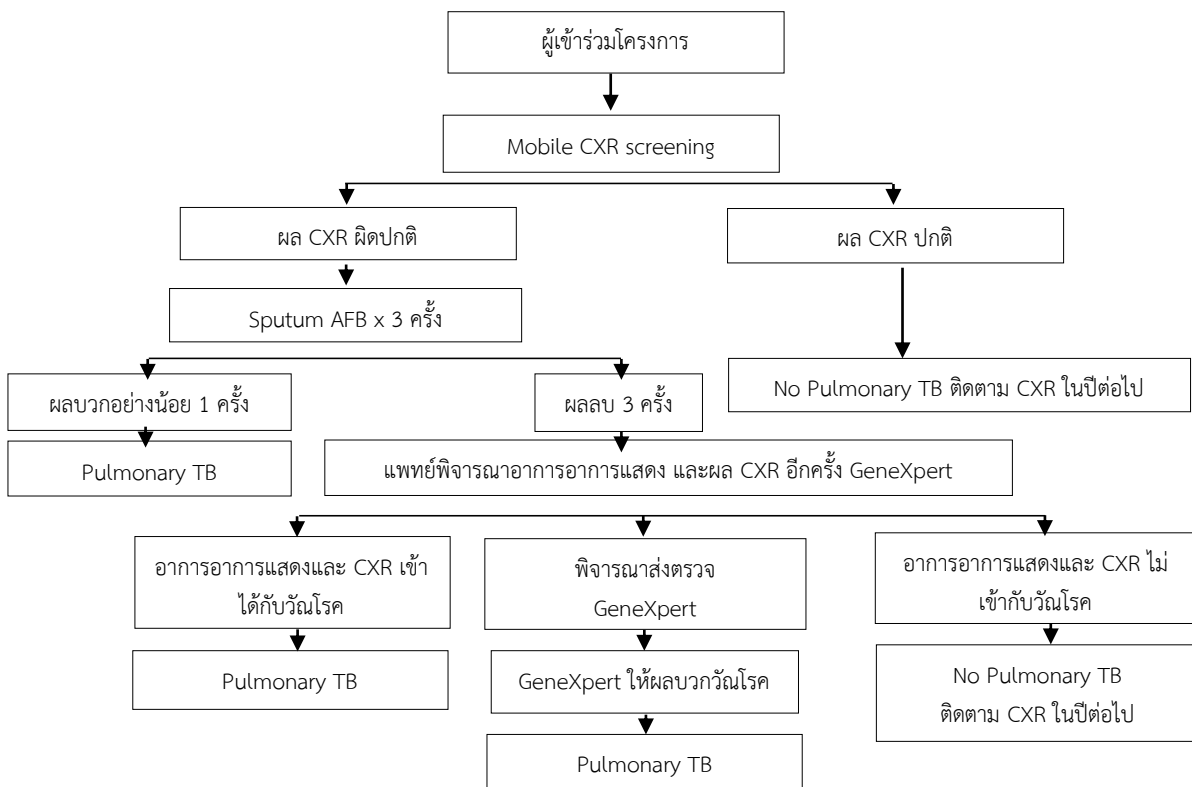 ผู้เข้าร่วมโครงการ
Mobile CXR screening
ผล CXR ผิดปกติ
ผล CXR ปกติ
Sputum AFB x 3 ครั้ง
No Pulmonary TB ติดตาม CXR ในปีต่อไป
ผลบวกอย่างน้อย 1 ครั้ง
ผลลบ 3 ครั้ง
Pulmonary TB
แพทย์พิจารณาอาการอาการแสดง และผล CXR อีกครั้ง GeneXpert
อาการอาการแสดงและ CXR เข้า
ได้กับวัณโรค
พิจารณาส่งตรวจ
GeneXpert
อาการอาการแสดงและ CXR ไม่
เข้ากับวัณโรค
Pulmonary TB
GeneXpert ให้ผลบวกวัณโรค
No Pulmonary TB
ติดตาม CXR ในปีต่อไป
Pulmonary TB